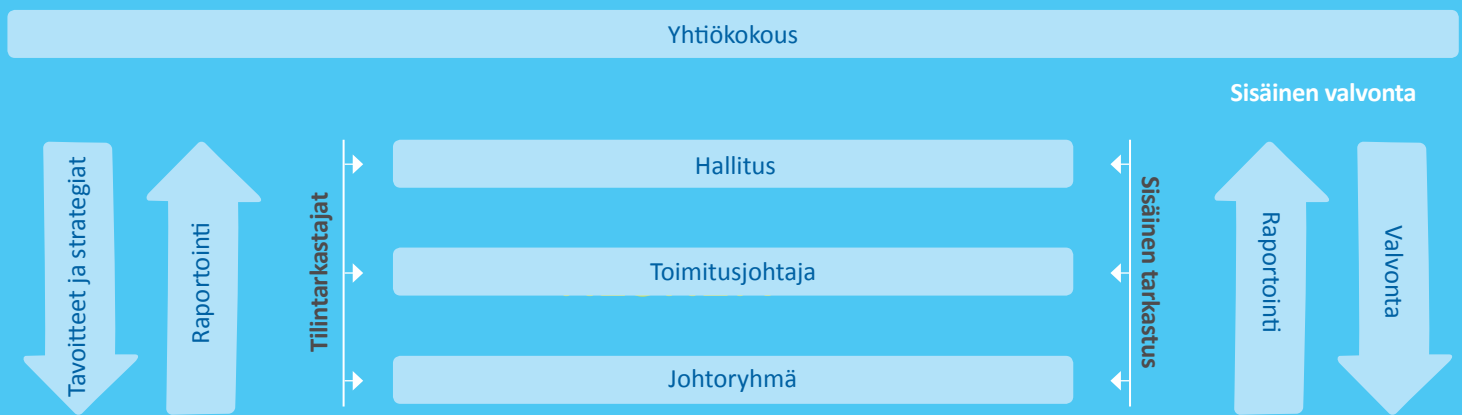 Yhtiökokous
Sisäinen valvonta
Tavoitteet ja strategiat
Raportointi
Tilintarkastajat
Hallitus
Toimitusjohtaja
Johtoryhmä
Sisäinen tarkastus
Raportointi
Valvonta